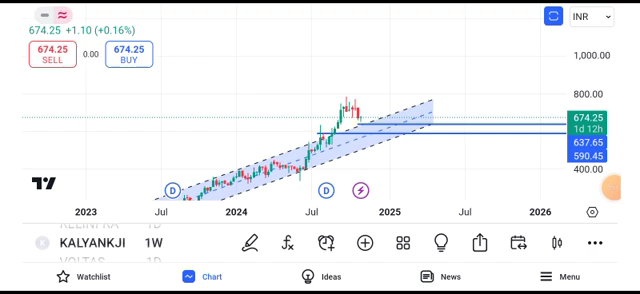 674.25 +1.10 (+0.16%)
INR
674.25
SELL
0.00
674.25
BUY
1,000.00
800.00
674.25
1d 12h
637.65
590.45
400.00
D
D
2023
Jul
2024
Jul
2025
Jul
2026
KALYANKJI
1W
VOLTAS
1D
Watchlist
Chart
Ideas
News
Menu